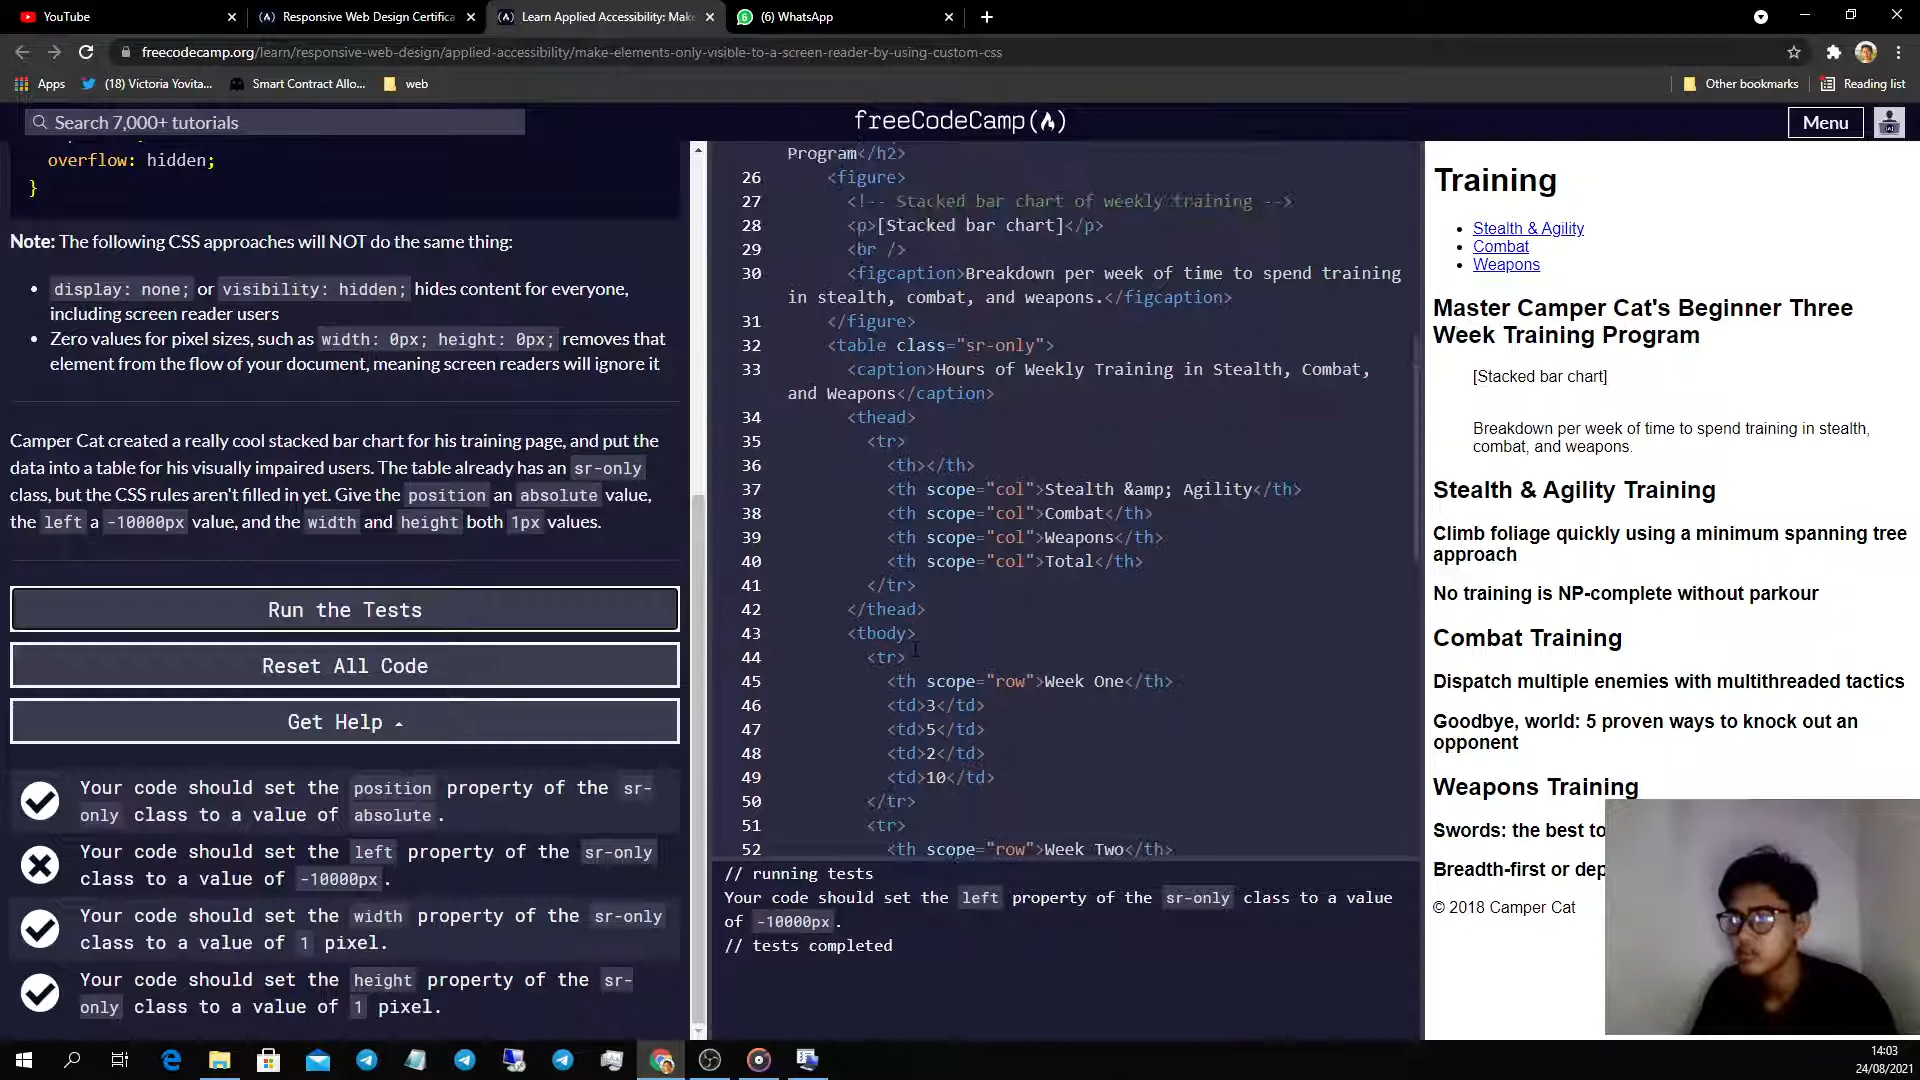 YouTube
Responsive Web Design Certifica
Learn Applied Accessibility: Make
(6) WhatsApp
freecodecamp.org/learn/responsive-web-design/applied-accessibility/make-elements-only-visible-to-a-screen-reader-by-using-custom-css
Apps
(18) Victoria Yovita...
Smart Contract Allo...
web
Other bookmarks
Reading list
Search 7,000+ tutorials
freeCodeCamp(🔥)
Menu
overflow: hidden;
}
Note: The following CSS approaches will NOT do the same thing:
• display: none; or visibility: hidden; hides content for everyone,
including screen reader users
• Zero values for pixel sizes, such as width: 0px; height: 0px; removes that
element from the flow of your document, meaning screen readers will ignore it
Camper Cat created a really cool stacked bar chart for his training page, and put the
data into a table for his visually impaired users. The table already has an sr-only
class, but the CSS rules aren't filled in yet. Give the position an absolute value,
the left a -10000px value, and the width and height both 1px values.
Run the Tests
Reset All Code
Get Help
Your code should set the position property of the sr-
only class to a value of absolute.
Your code should set the left property of the sr-only
class to a value of -10000px.
Your code should set the width property of the sr-only
class to a value of 1 pixel.
Your code should set the height property of the sr-
only class to a value of 1 pixel.
Program</h2>
26 <figure>
27 <!-- Stacked bar chart of weekly training -->
28 <p>[Stacked bar chart]</p>
29 <br />
30 <figcaption>Breakdown per week of time to spend training
in stealth, combat, and weapons.</figcaption>
31 </figure>
32 <table class="sr-only">
33 <caption>Hours of Weekly Training in Stealth, Combat,
and Weapons</caption>
34 <thead>
35 <tr>
36 <th></th>
37 <th scope="col">Stealth &amp; Agility</th>
38 <th scope="col">Combat</th>
39 <th scope="col">Weapons</th>
40 <th scope="col">Total</th>
41 </tr>
42 </thead>
43 <tbody>
44 <tr>
45 <th scope="row">Week One</th>
46 <td>3</td>
47 <td>5</td>
48 <td>2</td>
49 <td>10</td>
50 </tr>
51 <tr>
52 <th scope="row">Week Two</th>
// running tests
Your code should set the left property of the sr-only class to a value
of -10000px.
// tests completed
Training
• Stealth & Agility
• Combat
• Weapons
Master Camper Cat's Beginner Three
Week Training Program
[Stacked bar chart]
Breakdown per week of time to spend training in stealth,
combat, and weapons.
Stealth & Agility Training
Climb foliage quickly using a minimum spanning tree
approach
No training is NP-complete without parkour
Combat Training
Dispatch multiple enemies with multithreaded tactics
Goodbye, world: 5 proven ways to knock out an
opponent
Weapons Training
Swords: the best to
Breadth-first or dep
© 2018 Camper Cat
14:03
24/08/2021